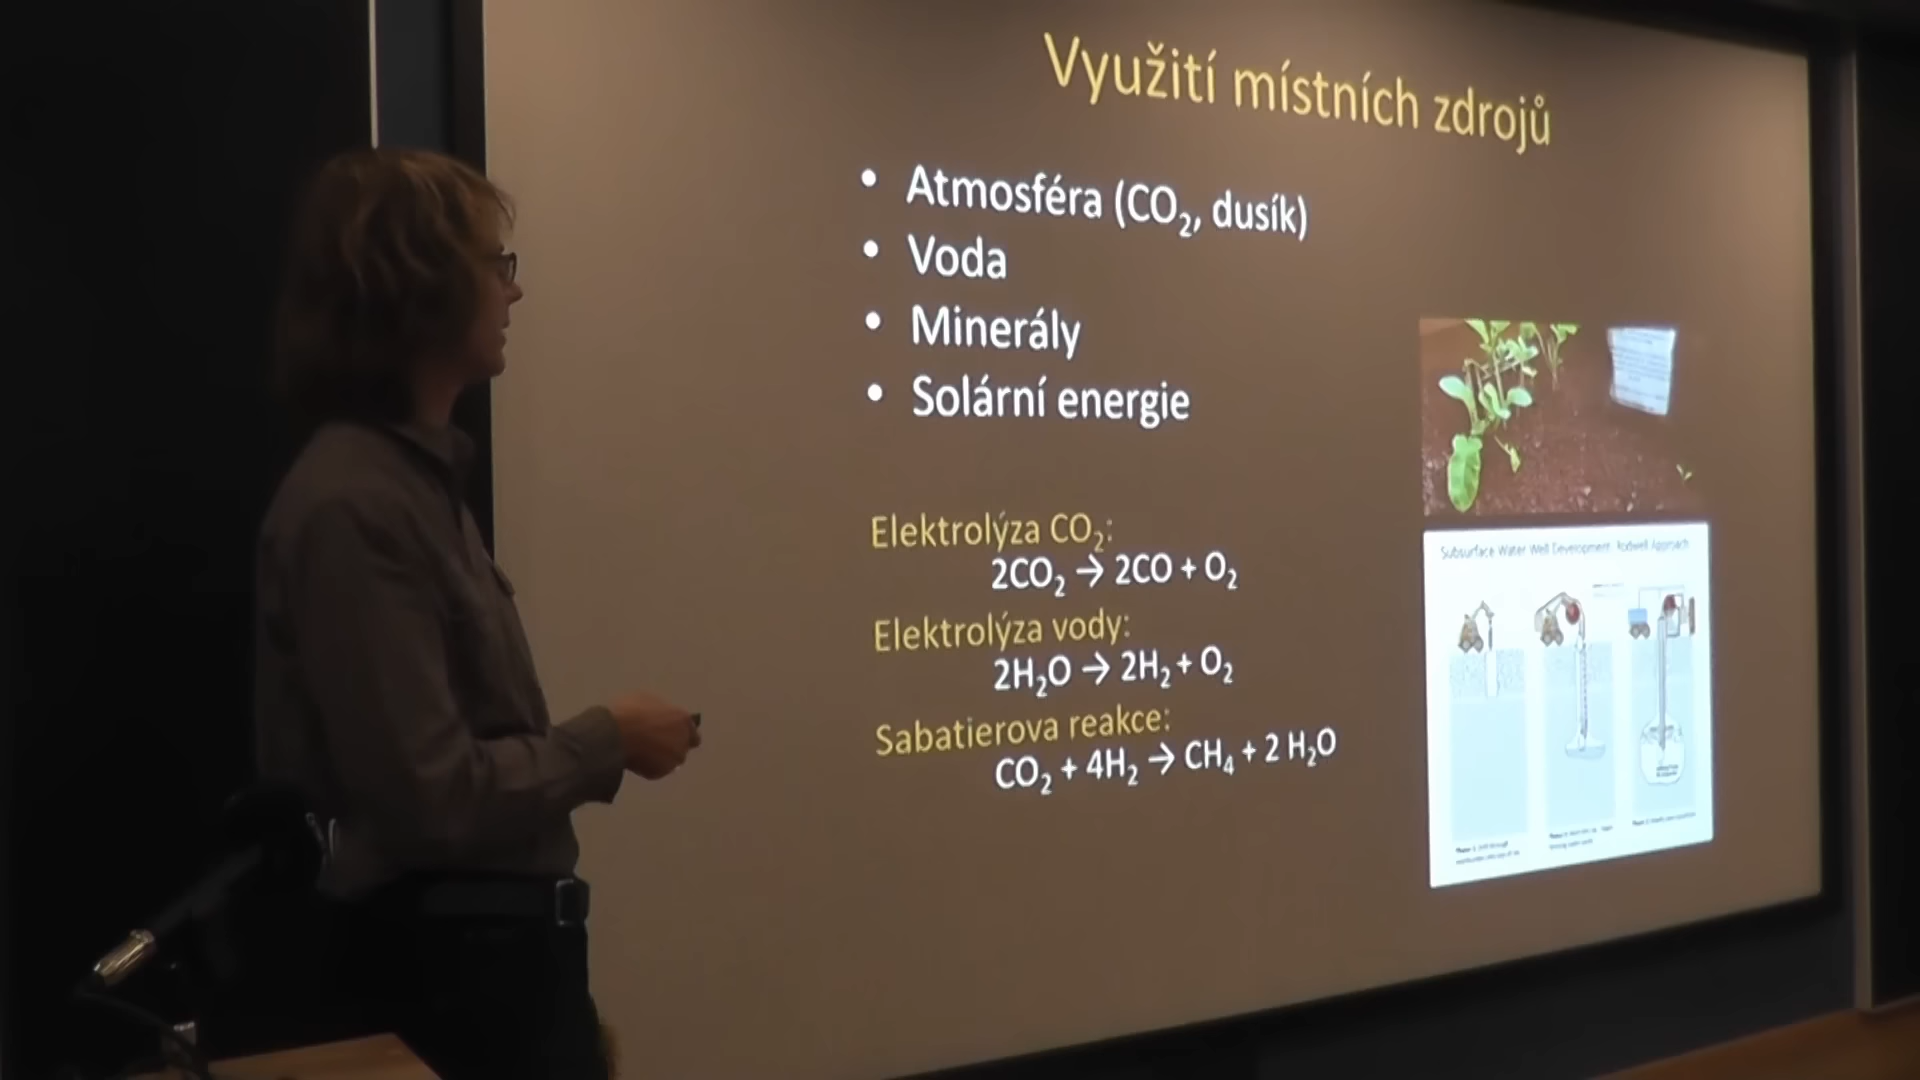 Využití místních zdrojů
• Atmosféra (CO₂, dusík)
• Voda
• Minerály
• Solární energie
Elektrolýza CO₂:
2CO₂ → 2CO + O₂
Elektrolýza vody:
2H₂O → 2H₂ + O₂
Sabatierova reakce:
CO₂ + 4H₂ → CH₄ + 2 H₂O
Subsurface Water Well Development: Rodwell Approach